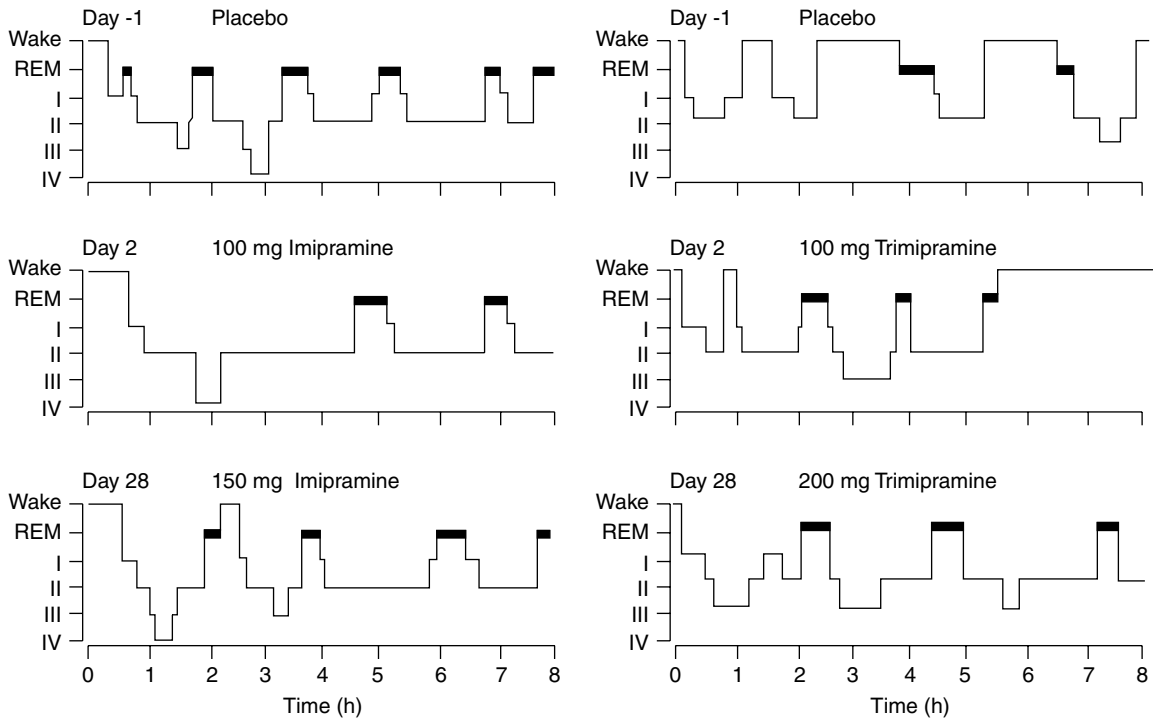 Day -1 Placebo
Wake
REM
I
II
III
IV
Day -1 Placebo
Wake
REM
I
II
III
IV
Day 2 100 mg Imipramine
Wake
REM
I
II
III
IV
Day 2 100 mg Trimipramine
Wake
REM
I
II
III
IV
Day 28 150 mg Imipramine
Wake
REM
I
II
III
IV
0 1 2 3 4 5 6 7 8
Time (h)
Day 28 200 mg Trimipramine
Wake
REM
I
II
III
IV
0 1 2 3 4 5 6 7 8
Time (h)